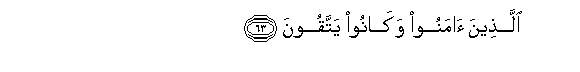 ٱلَّذِينَ ءَامَنُوا۟ وَكَانُوا۟ يَتَّقُونَ ٦٣